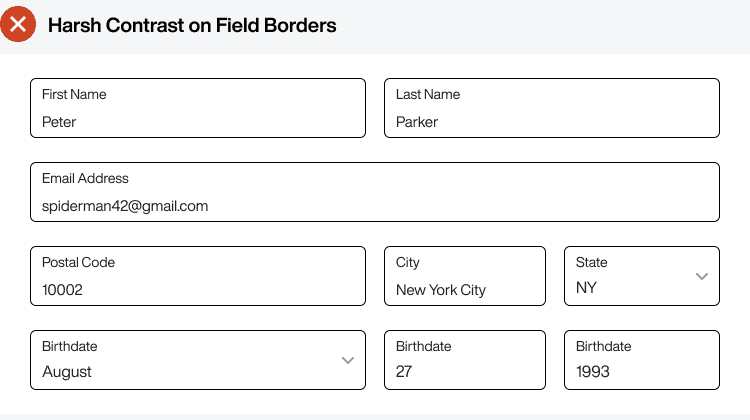 Harsh Contrast on Field Borders
First Name Last Name
Peter Parker
Email Address
spiderman42@gmail.com
Postal Code City State
10002 New York City NY
Birthdate Birthdate Birthdate
August 27 1993